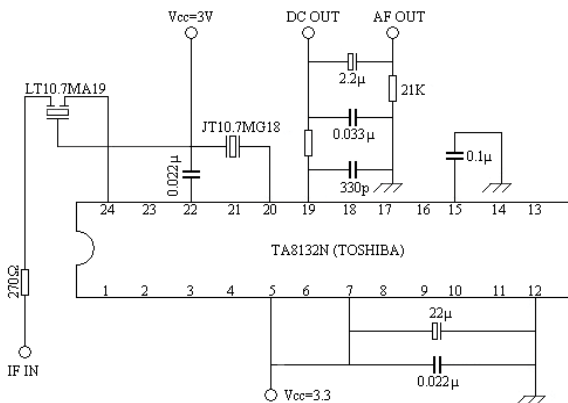 Vcc=3V
DC OUT
AF OUT
LT10.7MA19
2.2µ
21K
JT10.7MG18
0.033µ
0.022µ
330p
0.1µ
24 23 22 21 20 19 18 17 16 15 14 13
TA8132N (TOSHIBA)
270Ω
1 2 3 4 5 6 7 8 9 10 11 12
22µ
0.022µ
IF IN
Vcc=3.3